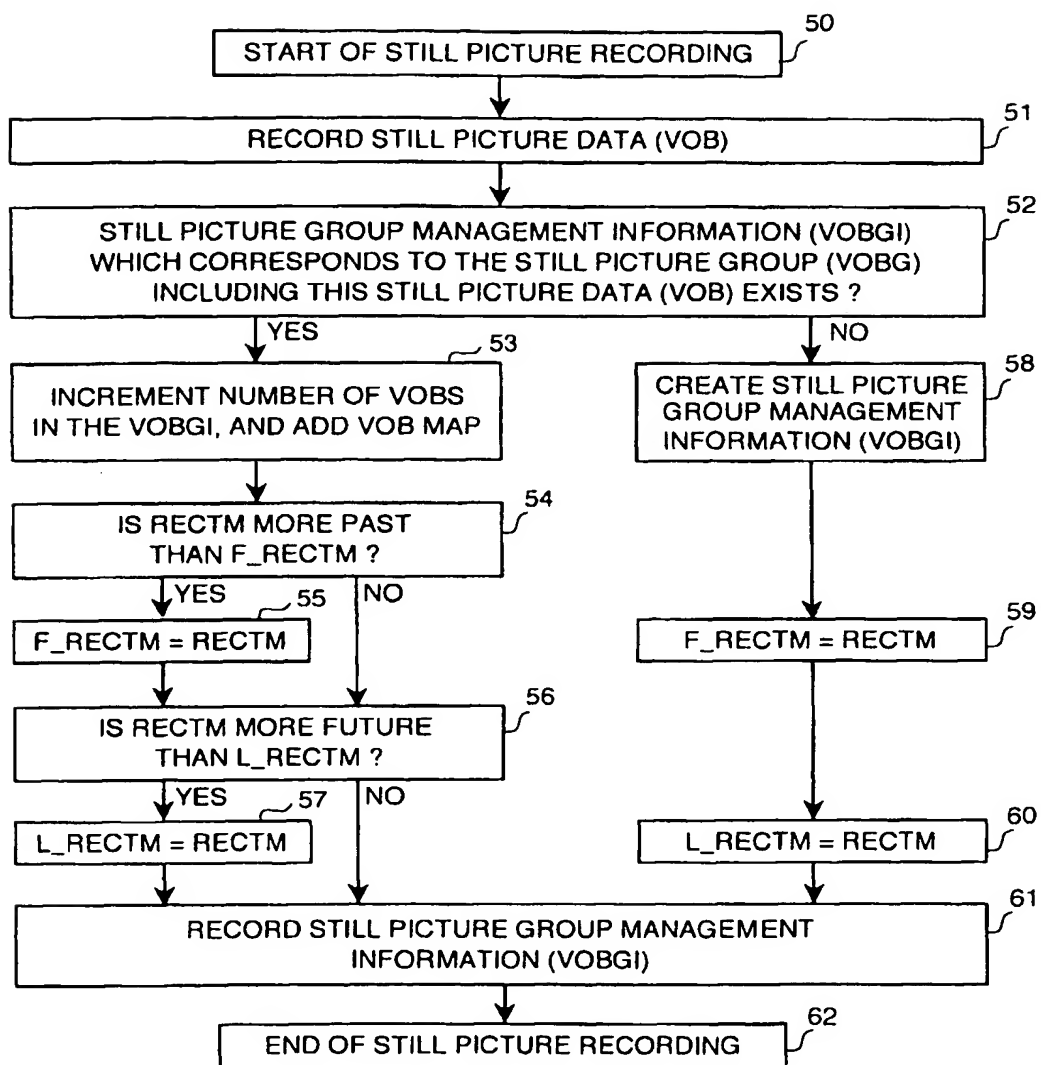 50
START OF STILL PICTURE RECORDING
51
RECORD STILL PICTURE DATA (VOB)
52
STILL PICTURE GROUP MANAGEMENT INFORMATION (VOBGI)
WHICH CORRESPONDS TO THE STILL PICTURE GROUP (VOBG)
INCLUDING THIS STILL PICTURE DATA (VOB) EXISTS ?
YES
NO
53
INCREMENT NUMBER OF VOBS
IN THE VOBGI, AND ADD VOB MAP
58
CREATE STILL PICTURE
GROUP MANAGEMENT
INFORMATION (VOBGI)
54
IS RECTM MORE PAST
THAN F_RECTM ?
YES
NO
55
F_RECTM = RECTM
59
F_RECTM = RECTM
56
IS RECTM MORE FUTURE
THAN L_RECTM ?
YES
NO
57
L_RECTM = RECTM
60
L_RECTM = RECTM
61
RECORD STILL PICTURE GROUP MANAGEMENT
INFORMATION (VOBGI)
62
END OF STILL PICTURE RECORDING